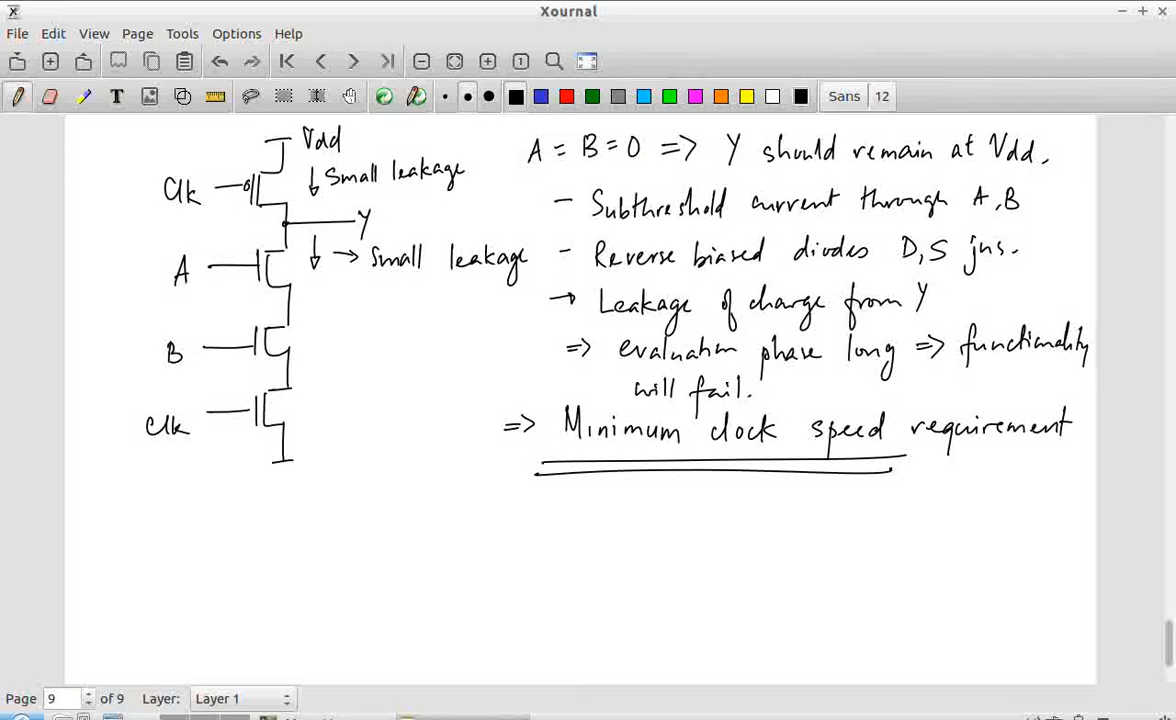 Xournal
File Edit View Page Tools Options Help
Sans 12
Vdd
Clk
Small leakage
Y
A
Small leakage
B
Clk
A = B = 0 => Y should remain at Vdd.
- Subthreshold current through A, B
- Reverse biased diodes D, S jns.
→ Leakage of charge from Y
=> evaluation phase long => functionality
will fail.
=> Minimum clock speed requirement
Page 9 of 9 Layer: Layer 1